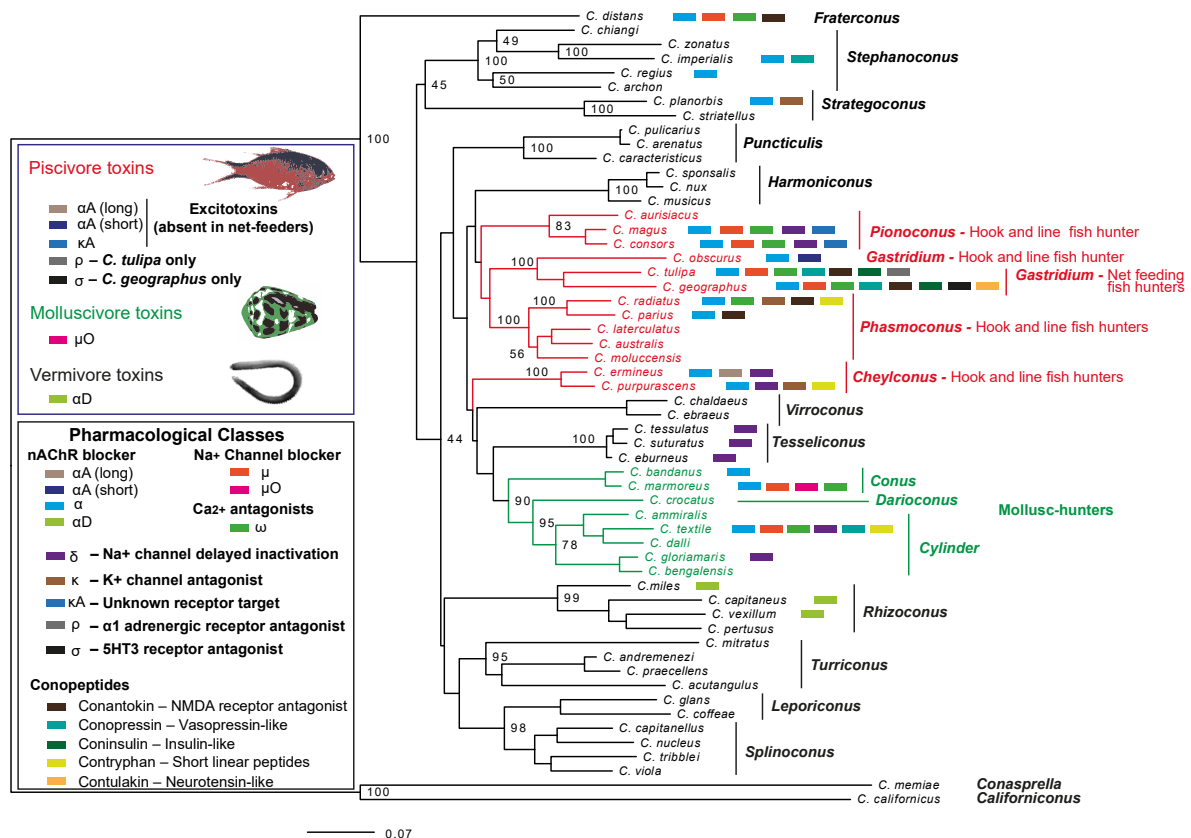 C. distans
Fraterconus
C. chiangi
49
C. zonatus
100
C. imperialis
Stephanoconus
100
C. regius
50
C. archon
45
C. planorbis
Strategoconus
100
C. striatellus
100
C. pulicarius
C. arenatus
Puncticulis
100
C. caracteristicus
C. sponsalis
Harmoniconus
100
C. nux
C. musicus
C. aurisiacus
83
C. magus
Pionoconus - Hook and line fish hunter
C. consors
C. obscurus
Gastridium - Hook and line fish hunter
100
C. tulipa
Gastridium - Net feeding
fish hunters
C. geographus
100
C. radiatus
C. parius
100
C. laterculatus
Phasmoconus - Hook and line fish hunters
C. australis
56
C. moluccensis
100
C. ermineus
Cheylconus - Hook and line fish hunters
C. purpurascens
C. chaldaeus
Virroconus
C. ebraeus
44
C. tessulatus
100
C. suturatus
Tesseliconus
C. eburneus
C. bandanus
Conus
C. marmoreus
90
C. crocatus
Darioconus
Mollusc-hunters
C. ammiralis
95
C. textile
78
C. dalli
Cylinder
C. gloriamaris
C. bengalensis
C.miles
99
C. capitaneus
Rhizoconus
C. vexillum
C. pertusus
C. mitratus
95
C. andremenezi
Turriconus
C. praecellens
C. acutangulus
C. glans
Leporiconus
C. coffeae
98
C. capitanellus
C. nucleus
Splinoconus
C. tribblei
C. viola
C. memiae
Conasprella
100
C. californicus
Californiconus
0.07
Piscivore toxins
αA (long)
αA (short)
κA
Excitotoxins
(absent in net-feeders)
ρ – C. tulipa only
σ – C. geographus only
Molluscivore toxins
µO
Vermivore toxins
αD
Pharmacological Classes
nAChR blocker
αA (long)
αA (short)
α
αD
Na+ Channel blocker
µ
µO
Ca2+ antagonists
ω
δ – Na+ channel delayed inactivation
κ – K+ channel antagonist
κA – Unknown receptor target
ρ – α1 adrenergic receptor antagonist
σ – 5HT3 receptor antagonist
Conopeptides
Conantokin – NMDA receptor antagonist
Conopressin – Vasopressin-like
Coninsulin – Insulin-like
Contryphan – Short linear peptides
Contulakin – Neurotensin-like